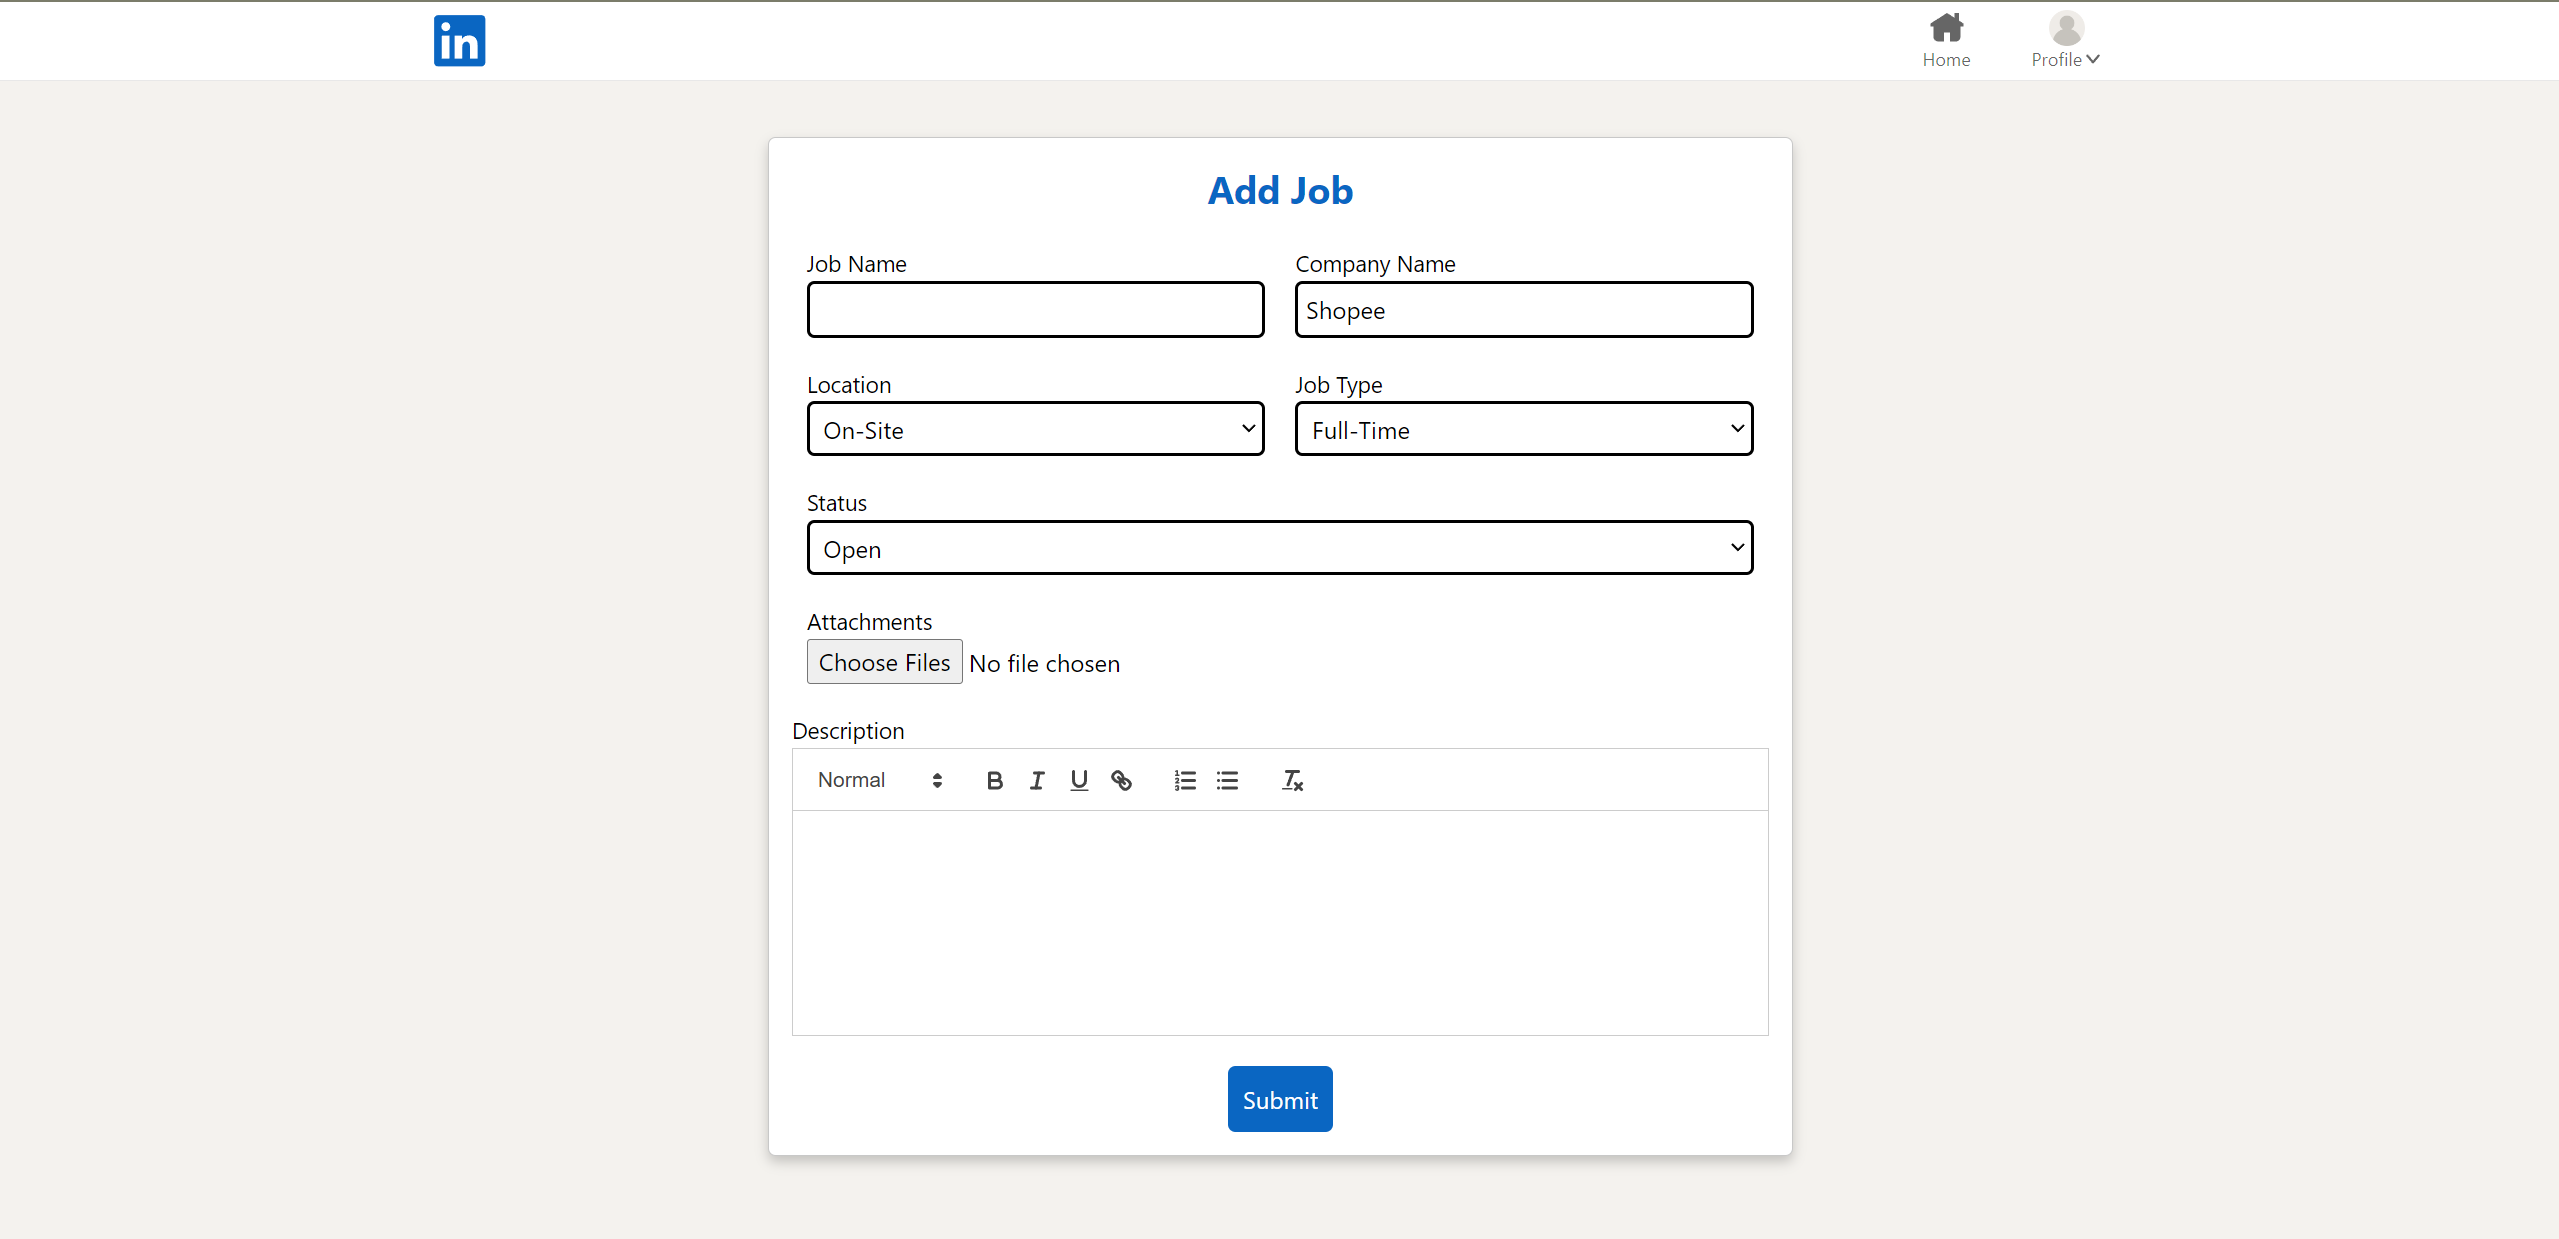 in
Home
Profile
Add Job
Job Name
Company Name
Shopee
Location
Job Type
On-Site
Full-Time
Status
Open
Attachments
Choose Files No file chosen
Description
Normal B I U
Submit